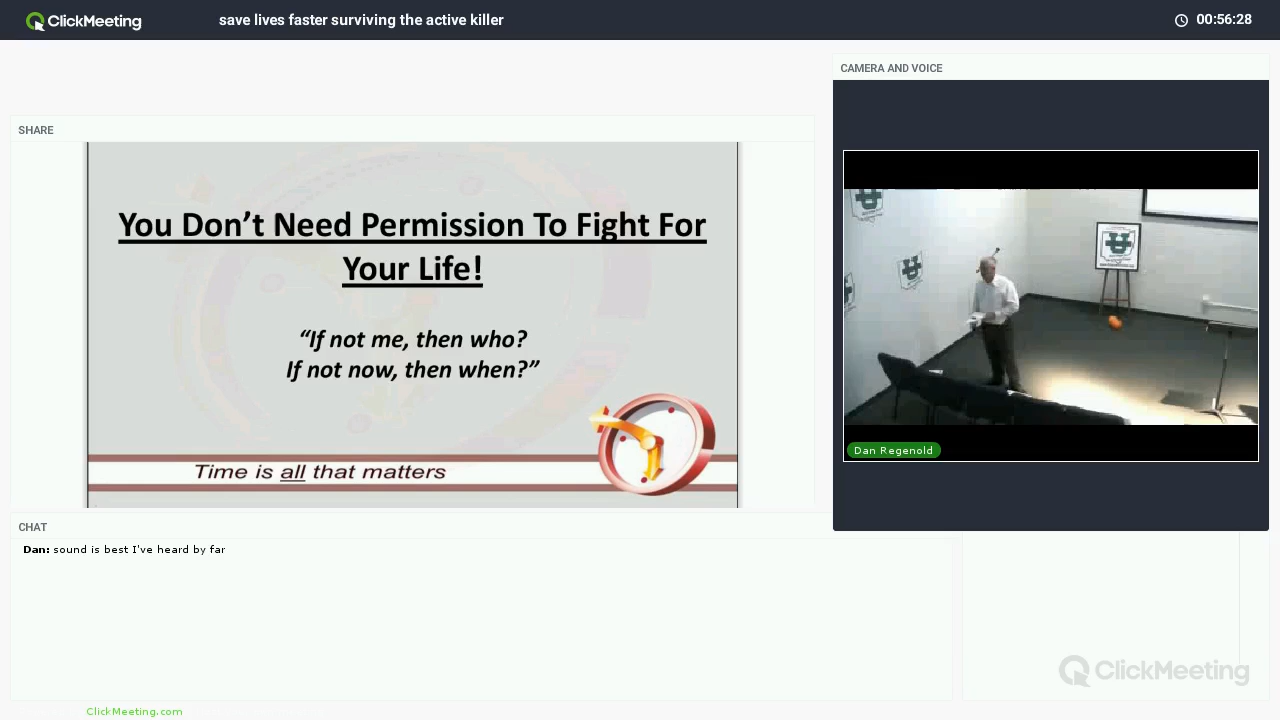 ClickMeeting
save lives faster surviving the active killer
00:56:28
CAMERA AND VOICE
SHARE
You Don’t Need Permission To Fight For
Your Life!
“If not me, then who?
If not now, then when?”
Time is all that matters
Dan Regenold
CHAT
Dan: sound is best I've heard by far
ClickMeeting
ClickMeeting.com